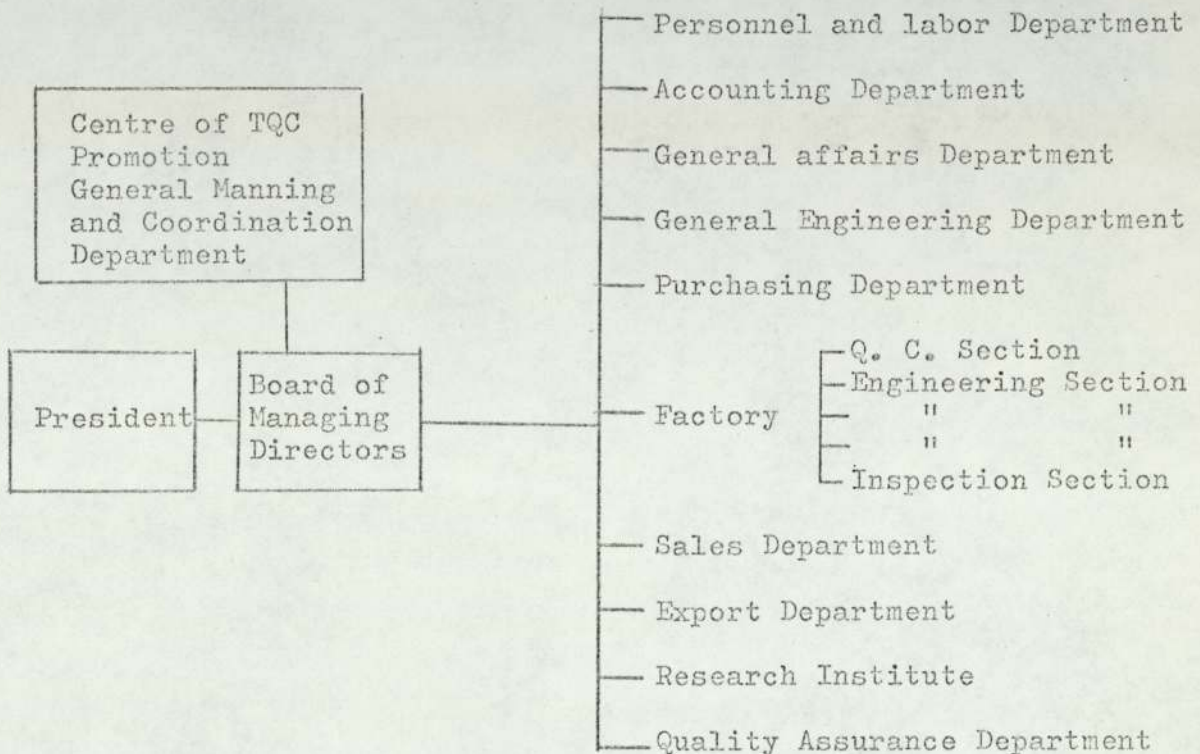 Centre of TQC
Promotion
General Manning
and Coordination
Department
President
Board of
Managing
Directors
Personnel and labor Department
Accounting Department
General affairs Department
General Engineering Department
Purchasing Department
Factory
Q. C. Section
Engineering Section
" "
" "
Inspection Section
Sales Department
Export Department
Research Institute
Quality Assurance Department